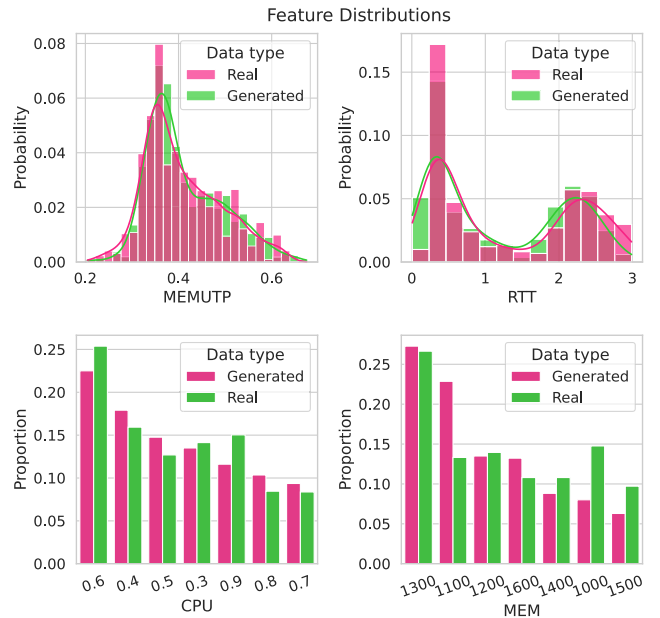 Feature Distributions
Data type
Real
Generated
Probability
0.08
0.06
0.04
0.02
0.00
0.2 0.4 0.6
MEMUTP
Data type
Real
Generated
Probability
0.15
0.10
0.05
0.00
0 1 2 3
RTT
Data type
Generated
Real
Proportion
0.25
0.20
0.15
0.10
0.05
0.00
0.6 0.4 0.5 0.3 0.9 0.8 0.7
CPU
Data type
Generated
Real
Proportion
0.25
0.20
0.15
0.10
0.05
0.00
1300 1100 1200 1600 1400 1000 1500
MEM